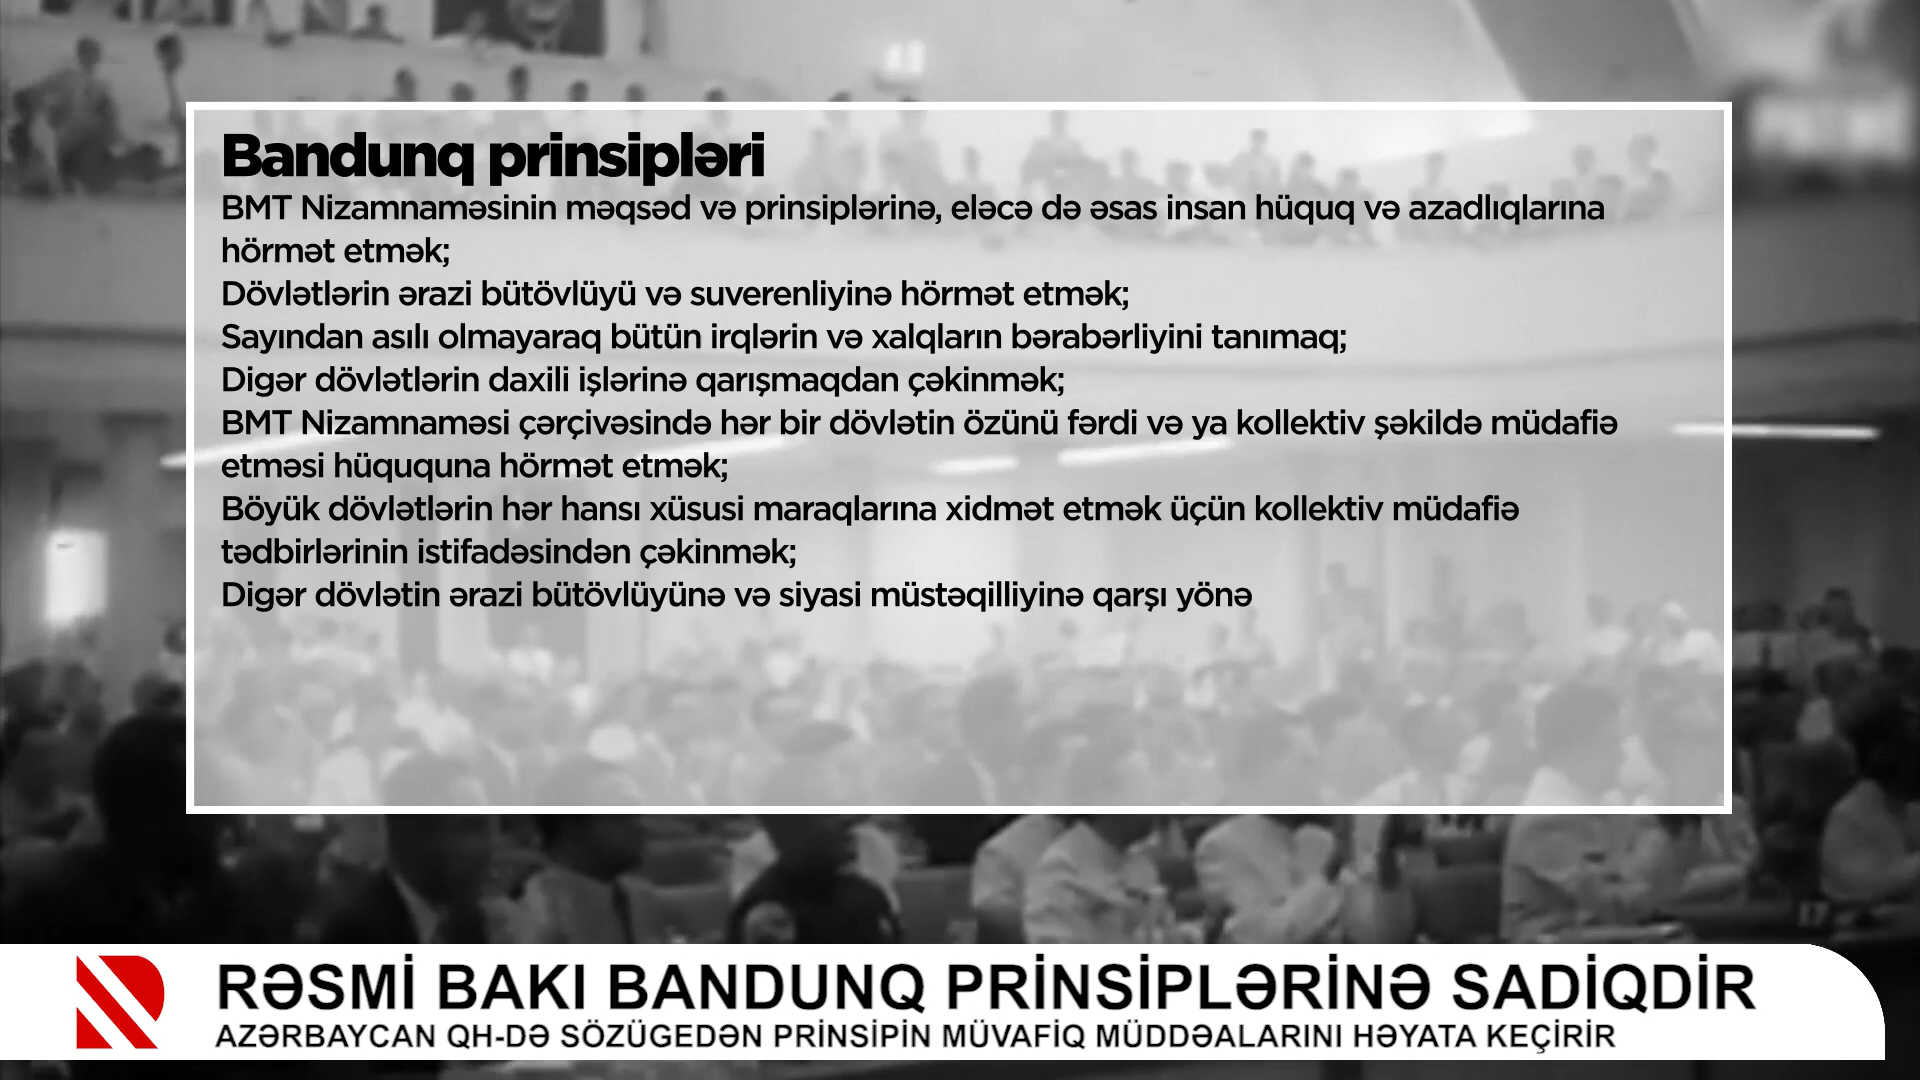 Bandunq prinsipləri
BMT Nizamnaməsinin məqsəd və prinsiplərinə, eləcə də əsas insan hüquq və azadlıqlarına
hörmət etmək;
Dövlətlərin ərazi bütövlüyü və suverenliyinə hörmət etmək;
Sayından asılı olmayaraq bütün irqlərin və xalqların bərabərliyini tanımaq;
Digər dövlətlərin daxili işlərinə qarışmaqdan çəkinmək;
BMT Nizamnaməsi çərçivəsində hər bir dövlətin özünü fərdi və ya kollektiv şəkildə müdafiə
etməsi hüququna hörmət etmək;
Böyük dövlətlərin hər hansı xüsusi maraqlarına xidmət etmək üçün kollektiv müdafiə
tədbirlərinin istifadəsindən çəkinmək;
Digər dövlətin ərazi bütövlüyünə və siyasi müstəqilliyinə qarşı yönə
RƏSMİ BAKI BANDUNQ PRİNSİPLƏRİNƏ SADİQDİR
AZƏRBAYCAN QH-DƏ SÖZÜGEDƏN PRİNSİPİN MÜVAFİQ MÜDDƏALARINI HƏYATA KEÇİRİR